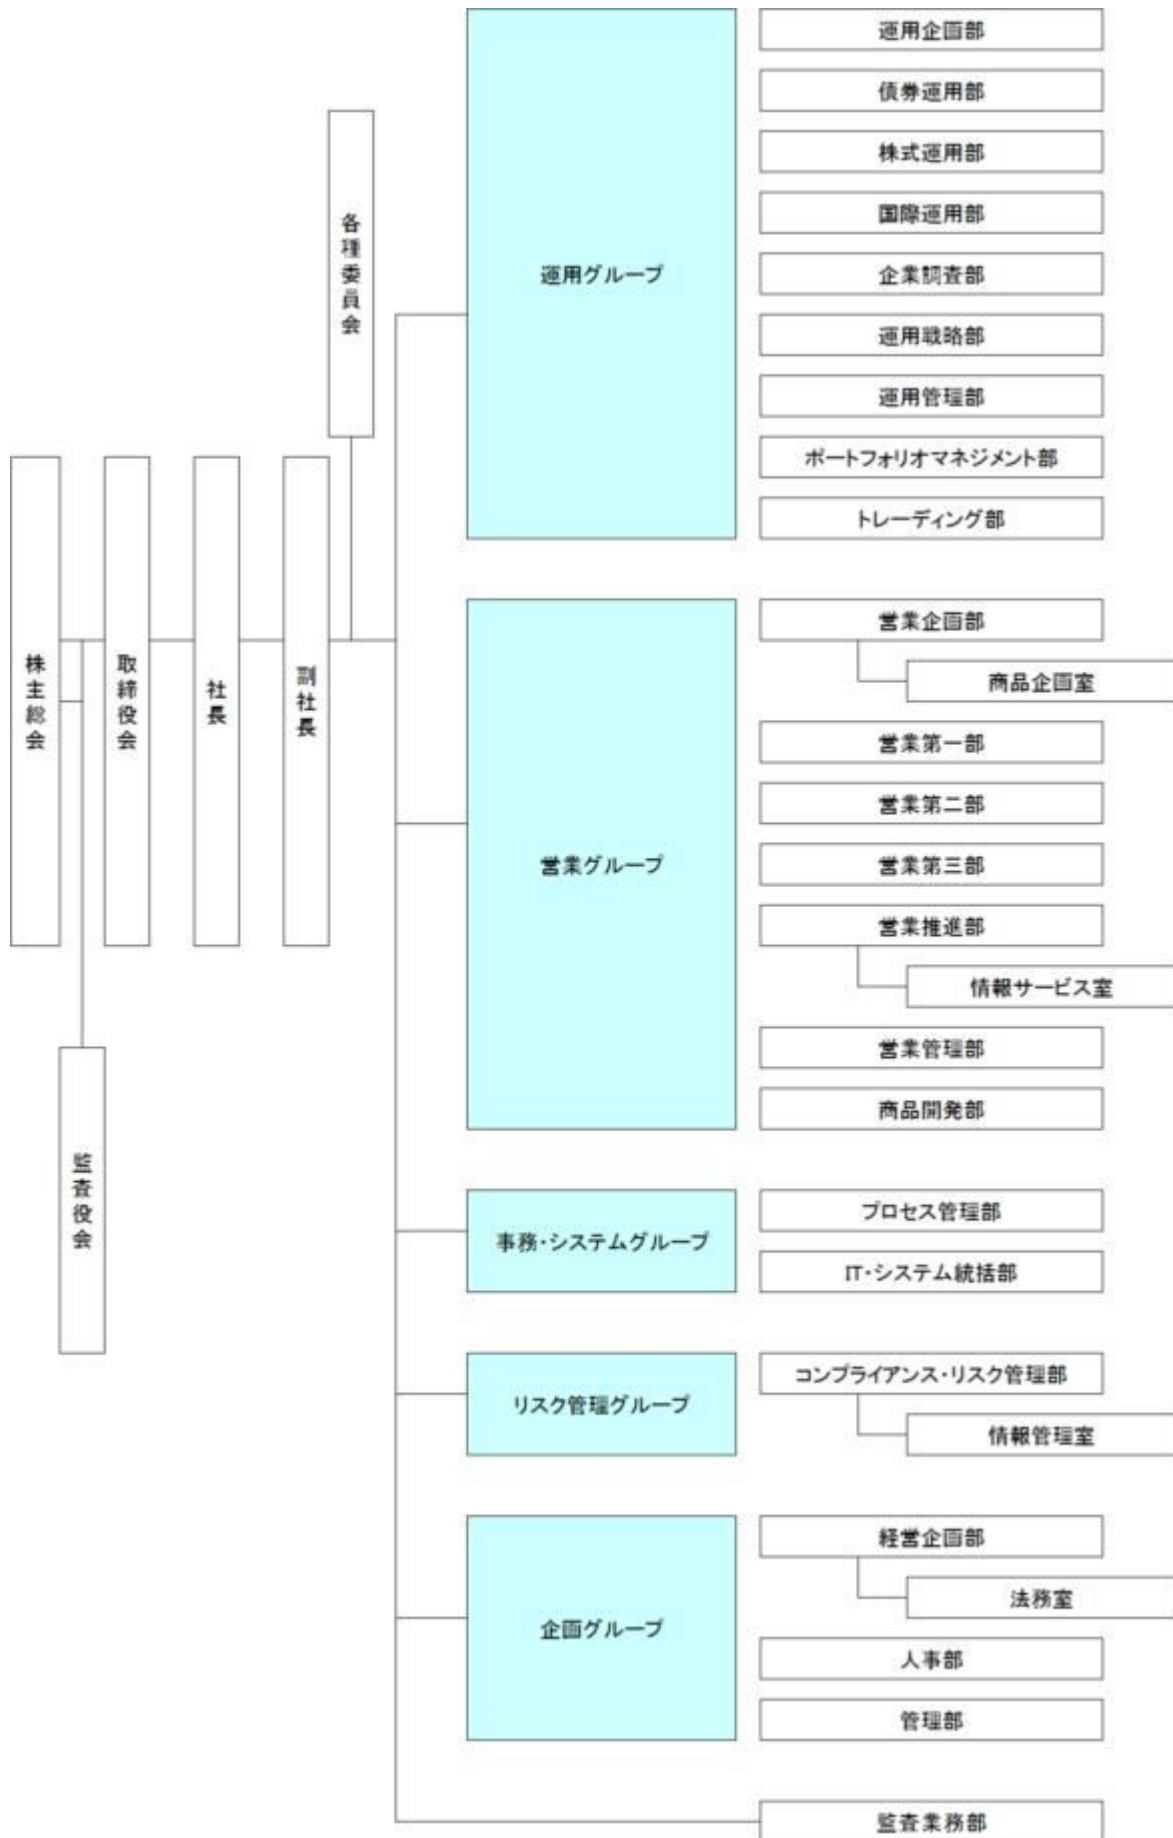 株主総会
監査役会
取締役会
社長
副社長
各種委員会
運用グループ
運用企画部
債券運用部
株式運用部
国際運用部
企業調査部
運用戦略部
運用管理部
ポートフォリオマネジメント部
トレーディング部
営業グループ
営業企画部
商品企画室
営業第一部
営業第二部
営業第三部
営業推進部
情報サービス室
営業管理部
商品開発部
事務・システムグループ
プロセス管理部
IT・システム統括部
リスク管理グループ
コンプライアンス・リスク管理部
情報管理室
企画グループ
経営企画部
法務室
人事部
管理部
監査業務部